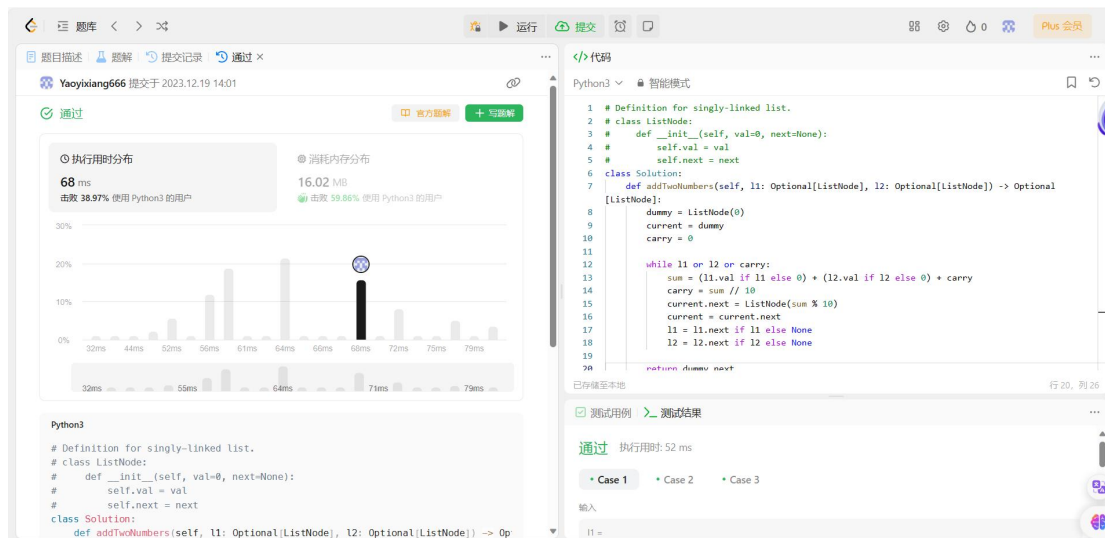 题库
运行
提交
0
Plus 会员
题目描述
题解
提交记录
通过
Yaoyixiang666 提交于 2023.12.19 14:01
通过
官方题解
写题解
执行用时分布
68 ms
击败 38.97% 使用 Python3 的用户
消耗内存分布
16.02 MB
击败 59.86% 使用 Python3 的用户
30%
20%
10%
0%
32ms 44ms 52ms 56ms 61ms 64ms 66ms 68ms 72ms 75ms 79ms
32ms 55ms 64ms 71ms 79ms
Python3
# Definition for singly-linked list.
# class ListNode:
#     def __init__(self, val=0, next=None):
#         self.val = val
#         self.next = next
class Solution:
    def addTwoNumbers(self, l1: Optional[ListNode], l2: Optional[ListNode]) -> Op
</> 代码
Python3
智能模式
1 # Definition for singly-linked list.
2 # class ListNode:
3 #     def __init__(self, val=0, next=None):
4 #         self.val = val
5 #         self.next = next
6 class Solution:
7     def addTwoNumbers(self, l1: Optional[ListNode], l2: Optional[ListNode]) -> Optional
[ListNode]:
8         dummy = ListNode(0)
9         current = dummy
10         carry = 0
11
12         while l1 or l2 or carry:
13             sum = (l1.val if l1 else 0) + (l2.val if l2 else 0) + carry
14             carry = sum // 10
15             current.next = ListNode(sum % 10)
16             current = current.next
17             l1 = l1.next if l1 else None
18             l2 = l2.next if l2 else None
19
20         return dummy.next
已存储至本地
行 20, 列 26
测试用例
测试结果
通过 执行用时: 52 ms
Case 1
Case 2
Case 3
输入
l1 =